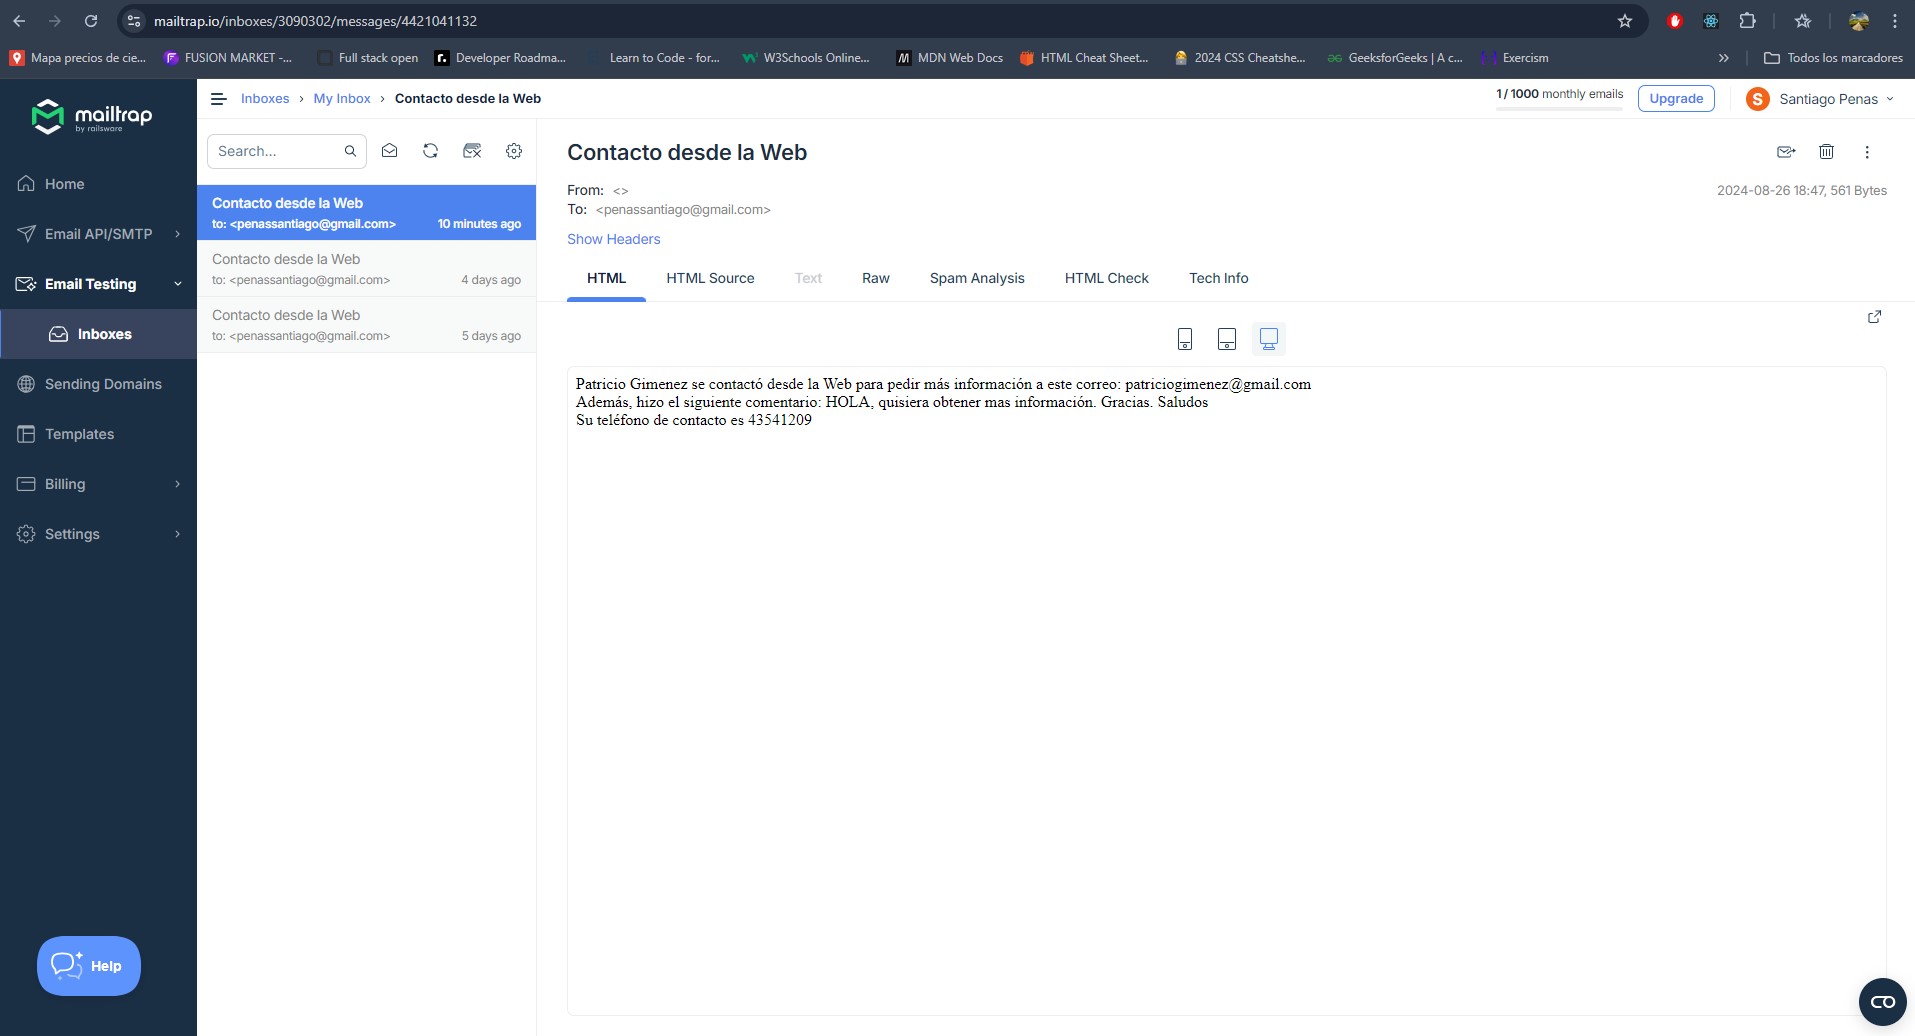 mailtrap.io/inboxes/3090302/messages/4421041132
Mapa precios de cie...
FUSION MARKET -...
Full stack open
Developer Roadma...
Learn to Code - for...
W3Schools Online...
MDN Web Docs
HTML Cheat Sheet...
2024 CSS Cheatshe...
GeeksforGeeks | A c...
Exercism
Todos los marcadores
mailtrap
by railsware
Home
Email API/SMTP
Email Testing
Inboxes
Sending Domains
Templates
Billing
Settings
Help
Inboxes › My Inbox › Contacto desde la Web
1 / 1000 monthly emails
Upgrade
S Santiago Penas
Search...
Contacto desde la Web
to: <penassantiago@gmail.com> 10 minutes ago
Contacto desde la Web
to: <penassantiago@gmail.com> 4 days ago
Contacto desde la Web
to: <penassantiago@gmail.com> 5 days ago
Contacto desde la Web
From: <>
2024-08-26 18:47, 561 Bytes
To: <penassantiago@gmail.com>
Show Headers
HTML HTML Source Text Raw Spam Analysis HTML Check Tech Info
Patricio Gimenez se contactó desde la Web para pedir más información a este correo: patriciogimenez@gmail.com
Además, hizo el siguiente comentario: HOLA, quisiera obtener mas información. Gracias. Saludos
Su teléfono de contacto es 43541209